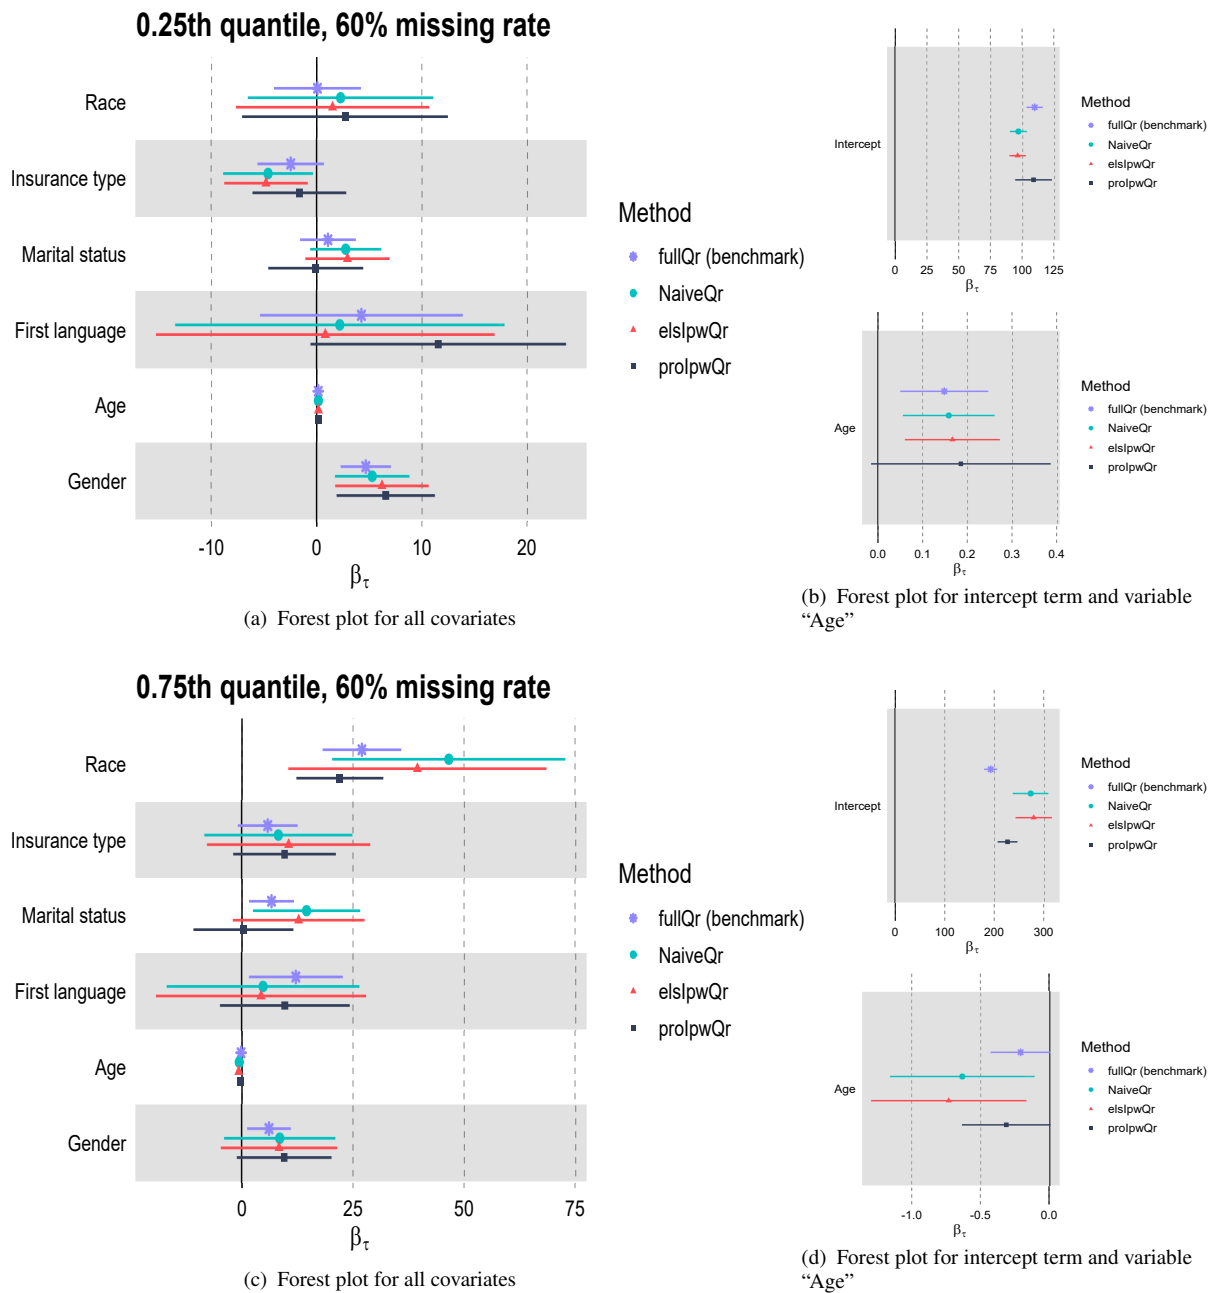 0.25th quantile, 60% missing rate
Race
Insurance type
Marital status
First language
Age
Gender
-10 0 10 20
βτ
Method
fullQr (benchmark)
NaiveQr
elsIpwQr
proIpwQr
(a) Forest plot for all covariates
Intercept
0 25 50 75 100 125
βτ
Method
fullQr (benchmark)
NaiveQr
elsIpwQr
proIpwQr
Age
0.0 0.1 0.2 0.3 0.4
βτ
Method
fullQr (benchmark)
NaiveQr
elsIpwQr
proIpwQr
(b) Forest plot for intercept term and variable
“Age”
0.75th quantile, 60% missing rate
Race
Insurance type
Marital status
First language
Age
Gender
0 25 50 75
βτ
Method
fullQr (benchmark)
NaiveQr
elsIpwQr
proIpwQr
(c) Forest plot for all covariates
Intercept
0 100 200 300
βτ
Method
fullQr (benchmark)
NaiveQr
elsIpwQr
proIpwQr
Age
-1.0 -0.5 0.0
βτ
Method
fullQr (benchmark)
NaiveQr
elsIpwQr
proIpwQr
(d) Forest plot for intercept term and variable
“Age”